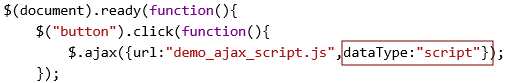 $(document).ready(function(){
    $("button").click(function(){
        $.ajax({url:"demo_ajax_script.js",dataType:"script"});
    });